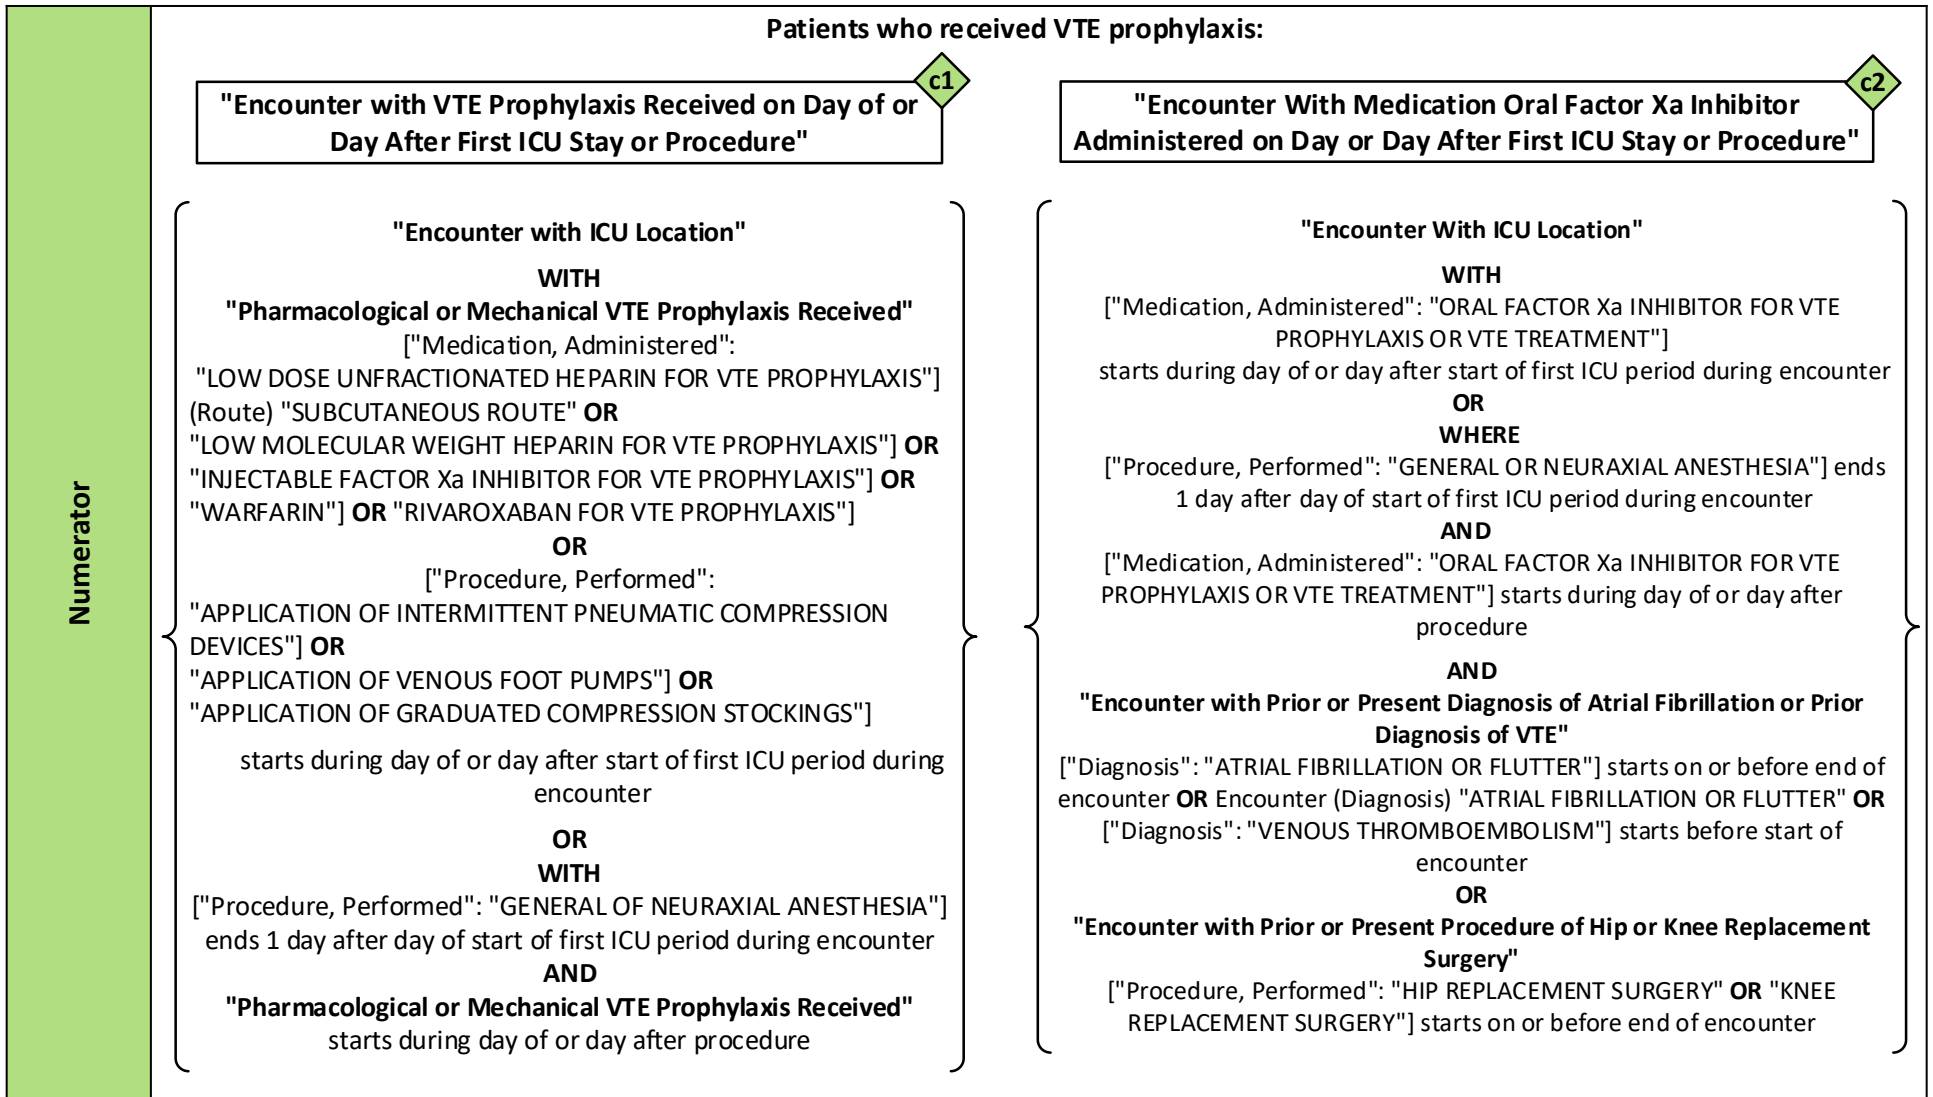 Numerator
Patients who received VTE prophylaxis:
c1
"Encounter with VTE Prophylaxis Received on Day of or
Day After First ICU Stay or Procedure"
"Encounter with ICU Location"
WITH
"Pharmacological or Mechanical VTE Prophylaxis Received"
["Medication, Administered":
"LOW DOSE UNFRACTIONATED HEPARIN FOR VTE PROPHYLAXIS"]
(Route) "SUBCUTANEOUS ROUTE" OR
"LOW MOLECULAR WEIGHT HEPARIN FOR VTE PROPHYLAXIS"] OR
"INJECTABLE FACTOR Xa INHIBITOR FOR VTE PROPHYLAXIS"] OR
"WARFARIN"] OR "RIVAROXABAN FOR VTE PROPHYLAXIS"]
OR
["Procedure, Performed":
"APPLICATION OF INTERMITTENT PNEUMATIC COMPRESSION
DEVICES"] OR
"APPLICATION OF VENOUS FOOT PUMPS"] OR
"APPLICATION OF GRADUATED COMPRESSION STOCKINGS"]
starts during day of or day after start of first ICU period during
encounter
OR
WITH
["Procedure, Performed": "GENERAL OF NEURAXIAL ANESTHESIA"]
ends 1 day after day of start of first ICU period during encounter
AND
"Pharmacological or Mechanical VTE Prophylaxis Received"
starts during day of or day after procedure
c2
"Encounter With Medication Oral Factor Xa Inhibitor
Administered on Day or Day After First ICU Stay or Procedure"
"Encounter With ICU Location"
WITH
["Medication, Administered": "ORAL FACTOR Xa INHIBITOR FOR VTE
PROPHYLAXIS OR VTE TREATMENT"]
starts during day of or day after start of first ICU period during encounter
OR
WHERE
["Procedure, Performed": "GENERAL OR NEURAXIAL ANESTHESIA"] ends
1 day after day of start of first ICU period during encounter
AND
["Medication, Administered": "ORAL FACTOR Xa INHIBITOR FOR VTE
PROPHYLAXIS OR VTE TREATMENT"] starts during day of or day after
procedure
AND
"Encounter with Prior or Present Diagnosis of Atrial Fibrillation or Prior
Diagnosis of VTE"
["Diagnosis": "ATRIAL FIBRILLATION OR FLUTTER"] starts on or before end of
encounter OR Encounter (Diagnosis) "ATRIAL FIBRILLATION OR FLUTTER" OR
["Diagnosis": "VENOUS THROMBOEMBOLISM"] starts before start of
encounter
OR
"Encounter with Prior or Present Procedure of Hip or Knee Replacement
Surgery"
["Procedure, Performed": "HIP REPLACEMENT SURGERY" OR "KNEE
REPLACEMENT SURGERY"] starts on or before end of encounter